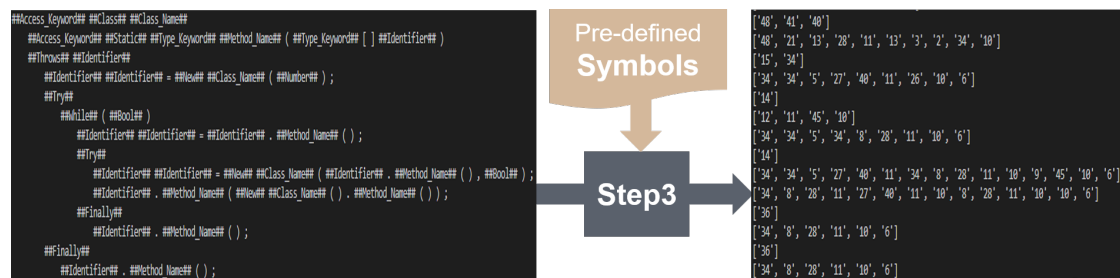 ##Access_Keyword## ##Class## ##Class_Name##
##Access_Keyword## ##Static## ##Type_Keyword## ##Method_Name## ( ##Type_Keyword## [ ] ##Identifier## )
##Throws## ##Identifier##
##Identifier## ##Identifier## = ##New## ##Class_Name## ( ##Number## ) ;
##Try##
##While## ( ##Bool## )
##Identifier## ##Identifier## = ##Identifier## . ##Method_Name## ( ) ;
##Try##
##Identifier## ##Identifier## = ##New## ##Class_Name## ( ##Identifier## . ##Method_Name## ( ) , ##Bool## ) ;
##Identifier## . ##Method_Name## ( ##New## ##Class_Name## ( ) . ##Method_Name## ( ) ) ;
##Finally##
##Identifier## . ##Method_Name## ( ) ;
##Finally##
##Identifier## . ##Method_Name## ( ) ;
Pre-defined
Symbols
Step3
['48', '41', '40']
['48', '21', '13', '28', '11', '13', '3', '2', '34', '10']
['15', '34']
['34', '34', '5', '27', '40', '11', '26', '10', '6']
['14']
['12', '11', '45', '10']
['34', '34', '5', '34', '8', '28', '11', '10', '6']
['14']
['34', '34', '5', '27', '40', '11', '34', '8', '28', '11', '10', '9', '45', '10', '6']
['34', '8', '28', '11', '27', '40', '11', '10', '8', '28', '11', '10', '10', '6']
['36']
['34', '8', '28', '11', '10', '6']
['36']
['34', '8', '28', '11', '10', '6']